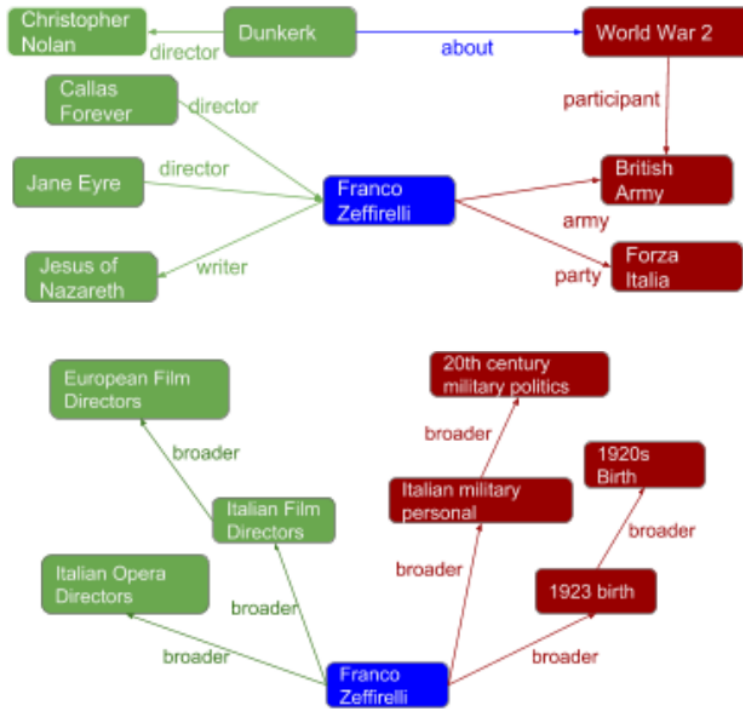 Christopher
Nolan
Dunkerk
World War 2
director
about
Callas
Forever
director
participant
Jane Eyre
director
Franco
Zeffirelli
British
Army
army
Jesus of
Nazareth
writer
party
Forza
Italia
European Film
Directors
20th century
military politics
broader
broader
1920s
Birth
Italian Film
Directors
Italian military
personal
broader
Italian Opera
Directors
broader
broader
1923 birth
broader
broader
Franco
Zeffirelli